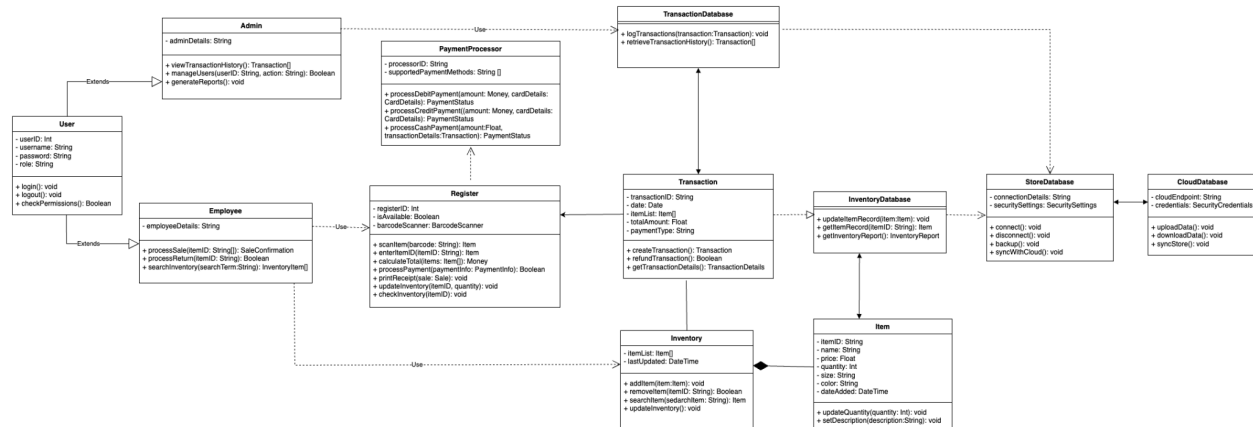 Admin
- adminDetails: String
+ viewTransactionHistory(): Transaction[]
+ manageUsers(userID: String, action: String): Boolean
+ generateReports(): void
Use
TransactionDatabase
+ logTransactions(transaction:Transaction): void
+ retrieveTransactionHistory(): Transaction[]
PaymentProcessor
- processorID: String
- supportedPaymentMethods: String []
+ processDebitPayment(amount: Money, cardDetails:
CardDetails): PaymentStatus
+ processCreditPayment((amount: Money, cardDetails:
CardDetails): PaymentStatus
+ processCashPayment(amount:Float,
transactionDetails:Transaction): PaymentStatus
Extends
User
- userID: Int
- username: String
- password: String
- role: String
+ login(): void
+ logout(): void
+ checkPermissions(): Boolean
Extends
Employee
- employeeDetails: String
+ processSale(itemID: String[]): SaleConfirmation
+ processReturn(itemID: String): Boolean
+ searchInventory(searchTerm:String): InventoryItem[]
Use
Register
- registerID: Int
- isAvailable: Boolean
- barcodeScanner: BarcodeScanner
+ scanItem(barcode: String): Item
+ enterItemID(itemID: String): Item
+ calculateTotal(items: Item[]): Money
+ processPayment(paymentInfo: PaymentInfo): Boolean
+ printReceipt(sale: Sale): void
+ updateInventory(itemID, quantity): void
+ checkInventory(itemID): void
Transaction
- transactionID: String
- date: Date
- itemList: Item[]
- totalAmount: Float
- paymentType: String
+ createTransaction(): Transaction
+ refundTransaction(): Boolean
+ getTransactionDetails(): TransactionDetails
InventoryDatabase
+ updateItemRecord(item:Item): void
+ getItemRecord(itemID: String): Item
+ getInventoryReport(): InventoryReport
StoreDatabase
- connectionDetails: String
- securitySettings: SecuritySettings
+ connect(): void
+ disconnect(): void
+ backup(): void
+ syncWithCloud(): void
CloudDatabase
- cloudEndpoint: String
- credentials: SecurityCredentials
+ uploadData(): void
+ downloadData(): void
+ syncStore(): void
Use
Inventory
- itemList: Item[]
- lastUpdated: DateTime
+ addItem(item:Item): void
+ removeItem(itemID: String): Boolean
+ searchItem(sedarchItem: String): Item
+ updateInventory(): void
Item
- itemID: String
- name: String
- price: Float
- quantity: Int
- size: String
- color: String
- dateAdded: DateTime
+ updateQuantity(quantity: Int): void
+ setDescription(description:String): void